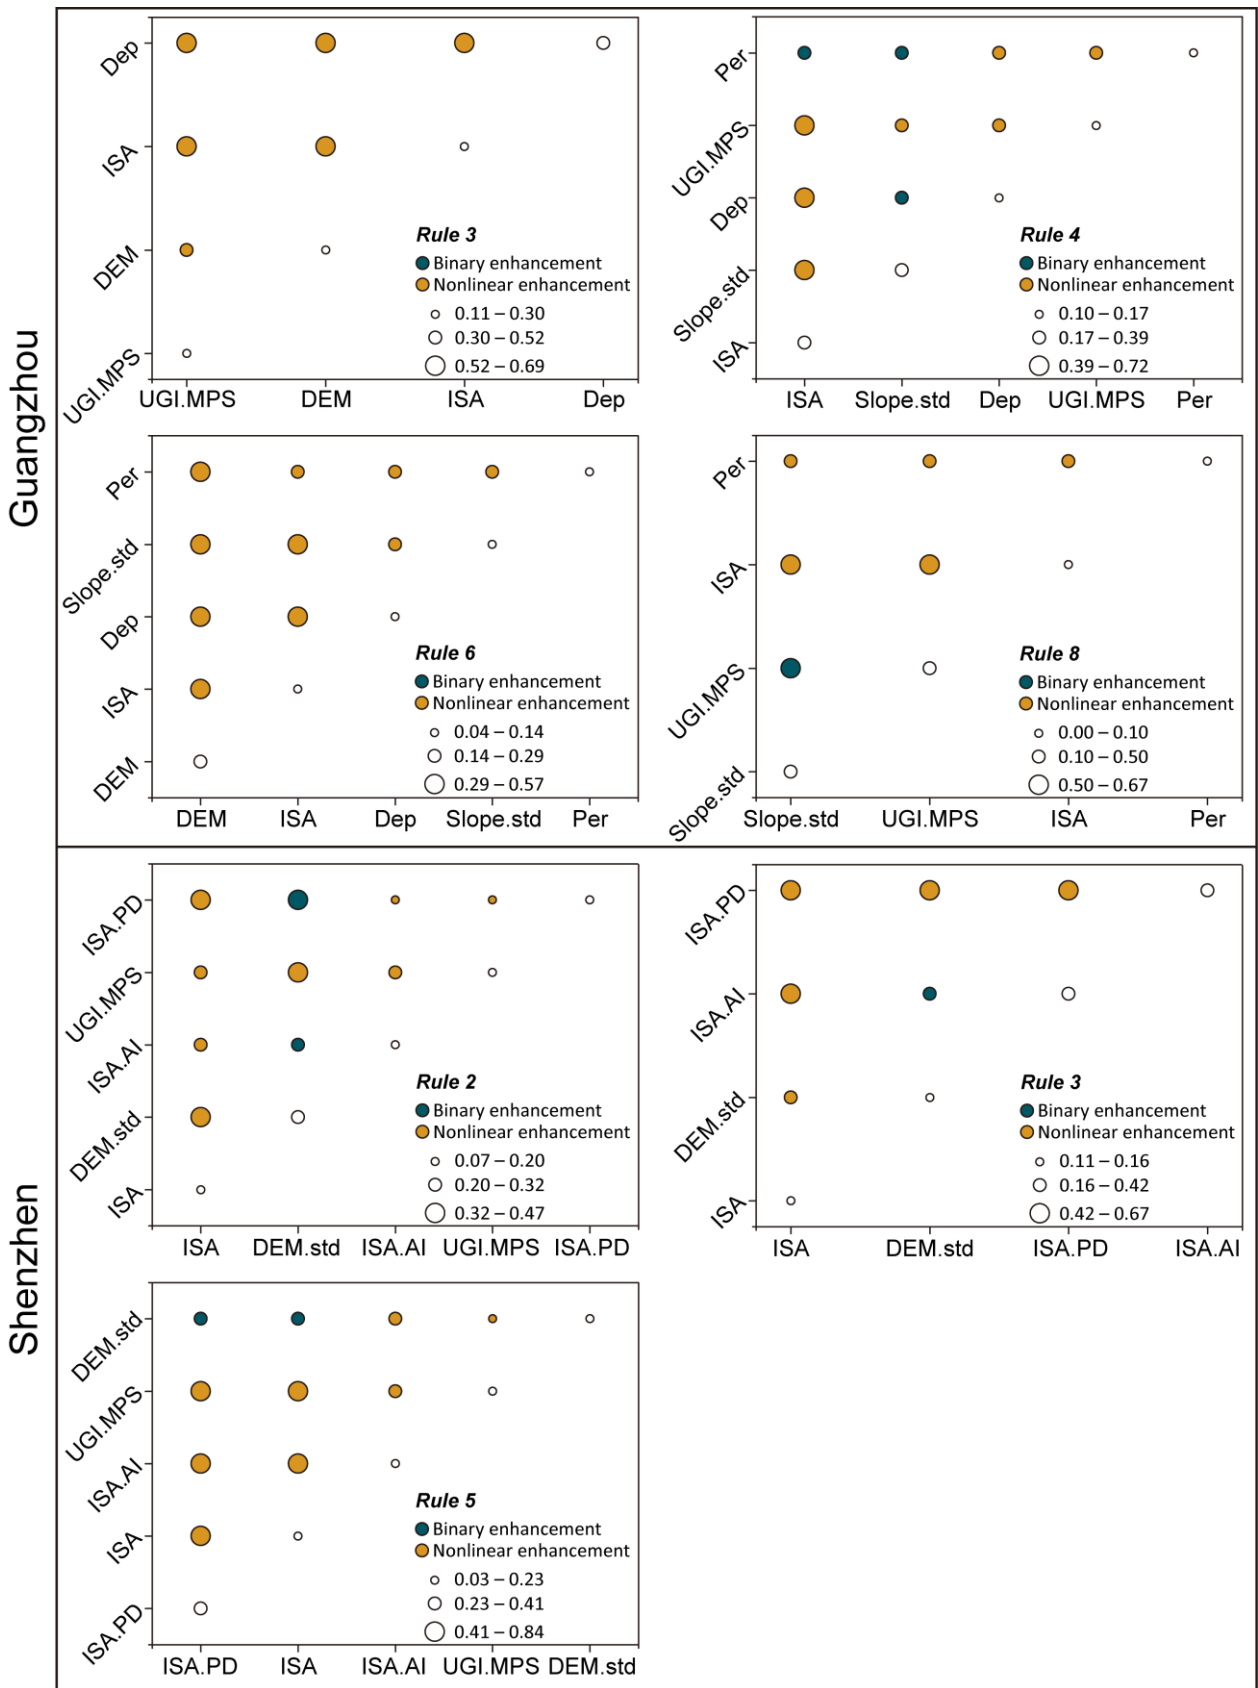 Guangzhou
Dep
ISA
DEM
UGI.MPS
Rule 3
Binary enhancement
Nonlinear enhancement
0.11 – 0.30
0.30 – 0.52
0.52 – 0.69
UGI.MPS DEM ISA Dep
Per
UGI.MPS
Dep
Slope.std
ISA
Rule 4
Binary enhancement
Nonlinear enhancement
0.10 – 0.17
0.17 – 0.39
0.39 – 0.72
ISA Slope.std Dep UGI.MPS Per
Per
Slope.std
Dep
ISA
DEM
Rule 6
Binary enhancement
Nonlinear enhancement
0.04 – 0.14
0.14 – 0.29
0.29 – 0.57
DEM ISA Dep Slope.std Per
Per
ISA
UGI.MPS
Slope.std
Rule 8
Binary enhancement
Nonlinear enhancement
0.00 – 0.10
0.10 – 0.50
0.50 – 0.67
Slope.std UGI.MPS ISA Per
Shenzhen
ISA.PD
UGI.MPS
ISA.AI
DEM.std
ISA
Rule 2
Binary enhancement
Nonlinear enhancement
0.07 – 0.20
0.20 – 0.32
0.32 – 0.47
ISA DEM.std ISA.AI UGI.MPS ISA.PD
ISA.PD
ISA.AI
DEM.std
ISA
Rule 3
Binary enhancement
Nonlinear enhancement
0.11 – 0.16
0.16 – 0.42
0.42 – 0.67
ISA DEM.std ISA.PD ISA.AI
DEM.std
UGI.MPS
ISA.AI
ISA
ISA.PD
Rule 5
Binary enhancement
Nonlinear enhancement
0.03 – 0.23
0.23 – 0.41
0.41 – 0.84
ISA.PD ISA ISA.AI UGI.MPS DEM.std